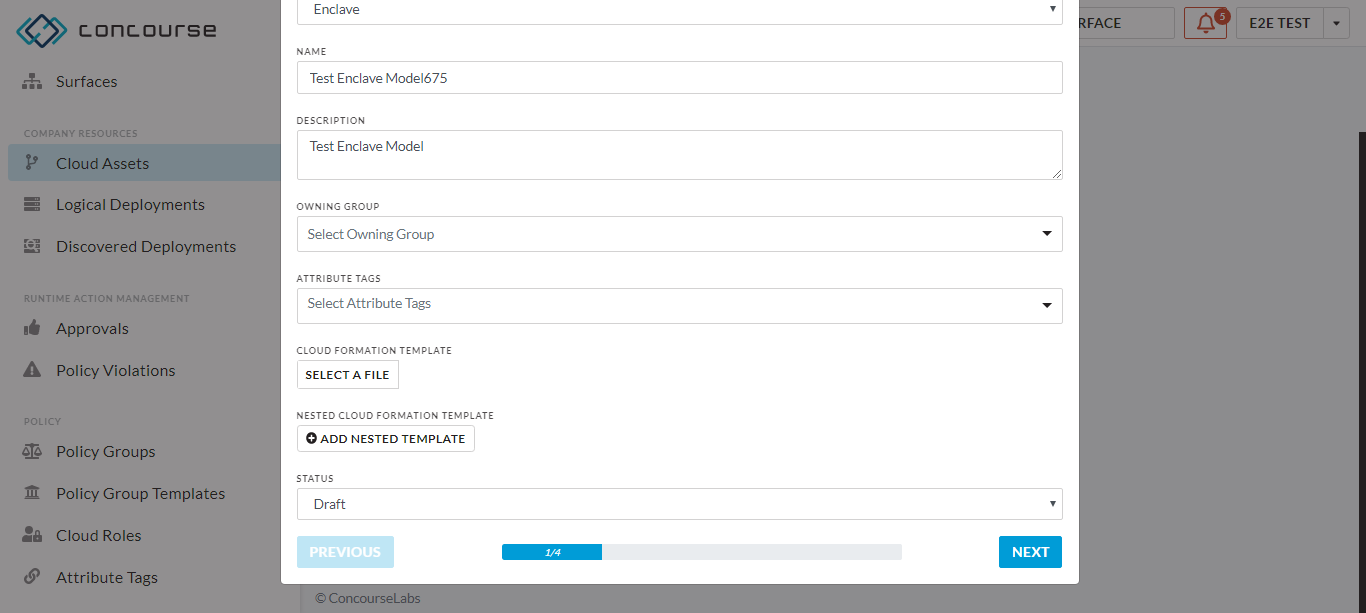 concourse
Surfaces
COMPANY RESOURCES
Cloud Assets
Logical Deployments
Discovered Deployments
RUNTIME ACTION MANAGEMENT
Approvals
Policy Violations
POLICY
Policy Groups
Policy Group Templates
Cloud Roles
Attribute Tags
Enclave
NAME
Test Enclave Model675
DESCRIPTION
Test Enclave Model
OWNING GROUP
Select Owning Group
ATTRIBUTE TAGS
Select Attribute Tags
CLOUD FORMATION TEMPLATE
SELECT A FILE
NESTED CLOUD FORMATION TEMPLATE
ADD NESTED TEMPLATE
STATUS
Draft
PREVIOUS
1/4
NEXT
RFACE
5
E2E TEST
© ConcourseLabs